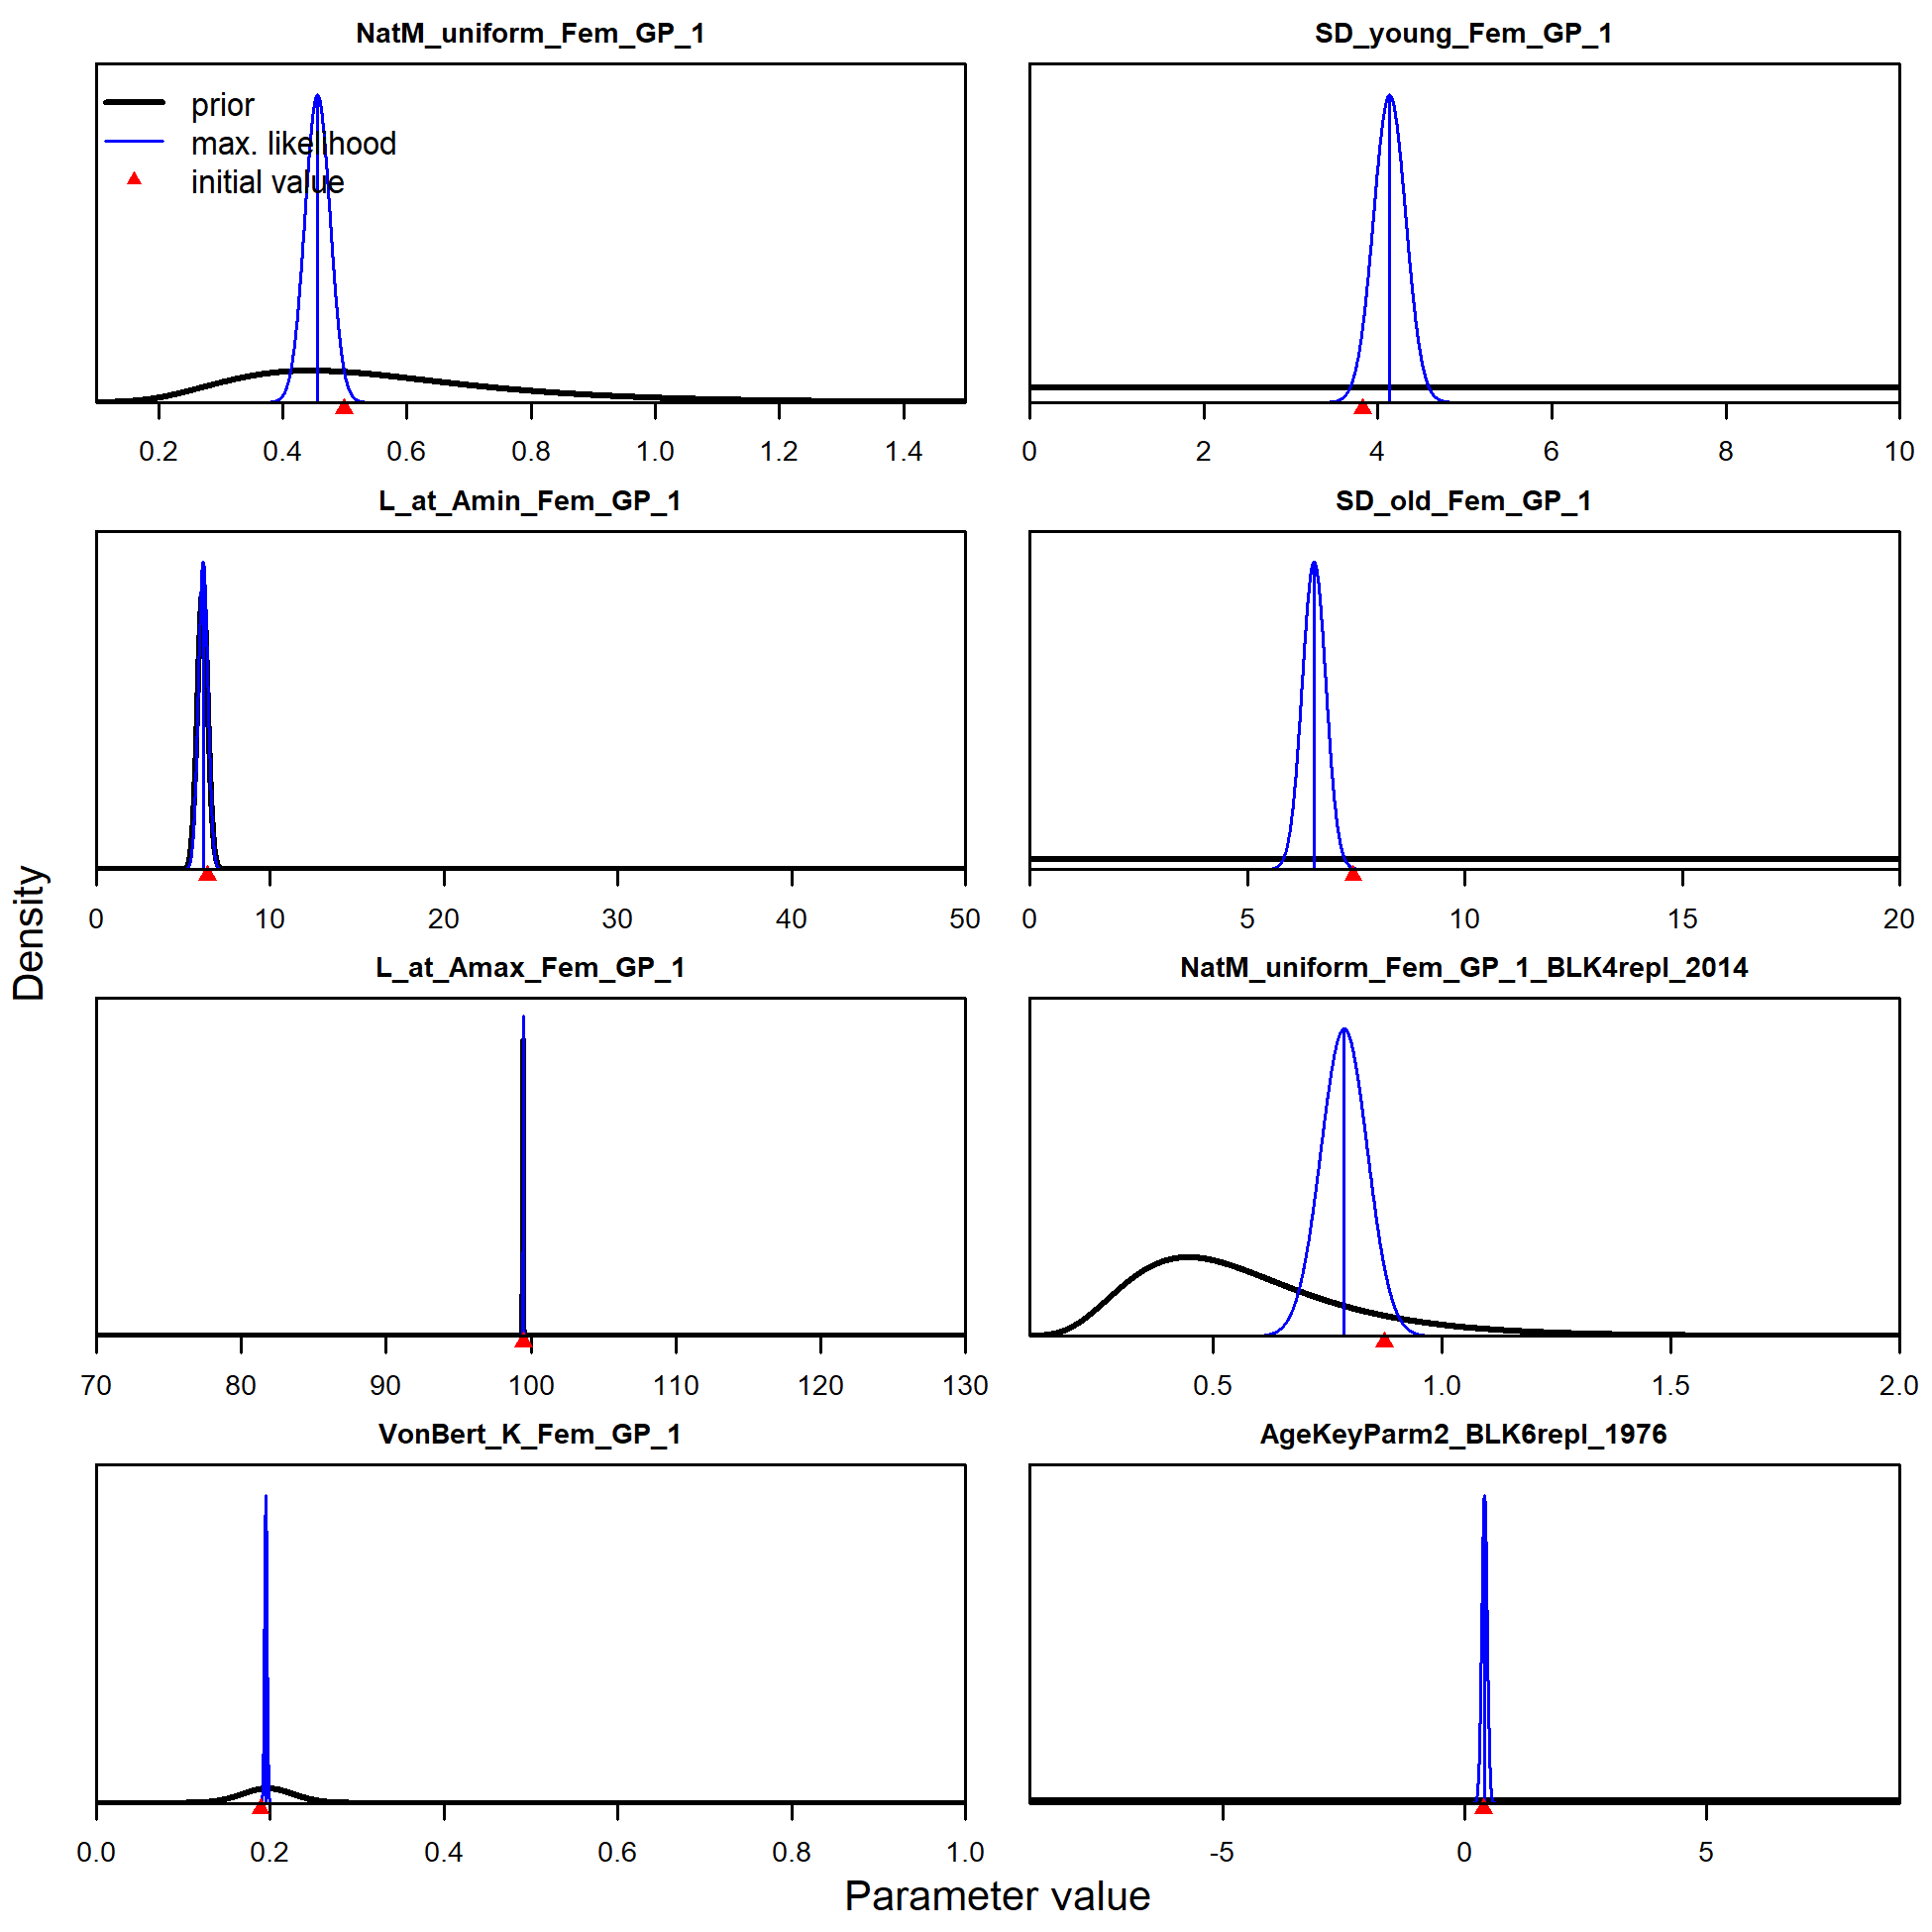 NatM_uniform_Fem_GP_1
prior
max. likelihood
initial value
0.2 0.4 0.6 0.8 1.0 1.2 1.4
SD_young_Fem_GP_1
0 2 4 6 8 10
L_at_Amin_Fem_GP_1
0 10 20 30 40 50
SD_old_Fem_GP_1
0 5 10 15 20
L_at_Amax_Fem_GP_1
70 80 90 100 110 120 130
NatM_uniform_Fem_GP_1_BLK4repl_2014
0.5 1.0 1.5 2.0
VonBert_K_Fem_GP_1
0.0 0.2 0.4 0.6 0.8 1.0
AgeKeyParm2_BLK6repl_1976
-5 0 5
Density
Parameter value